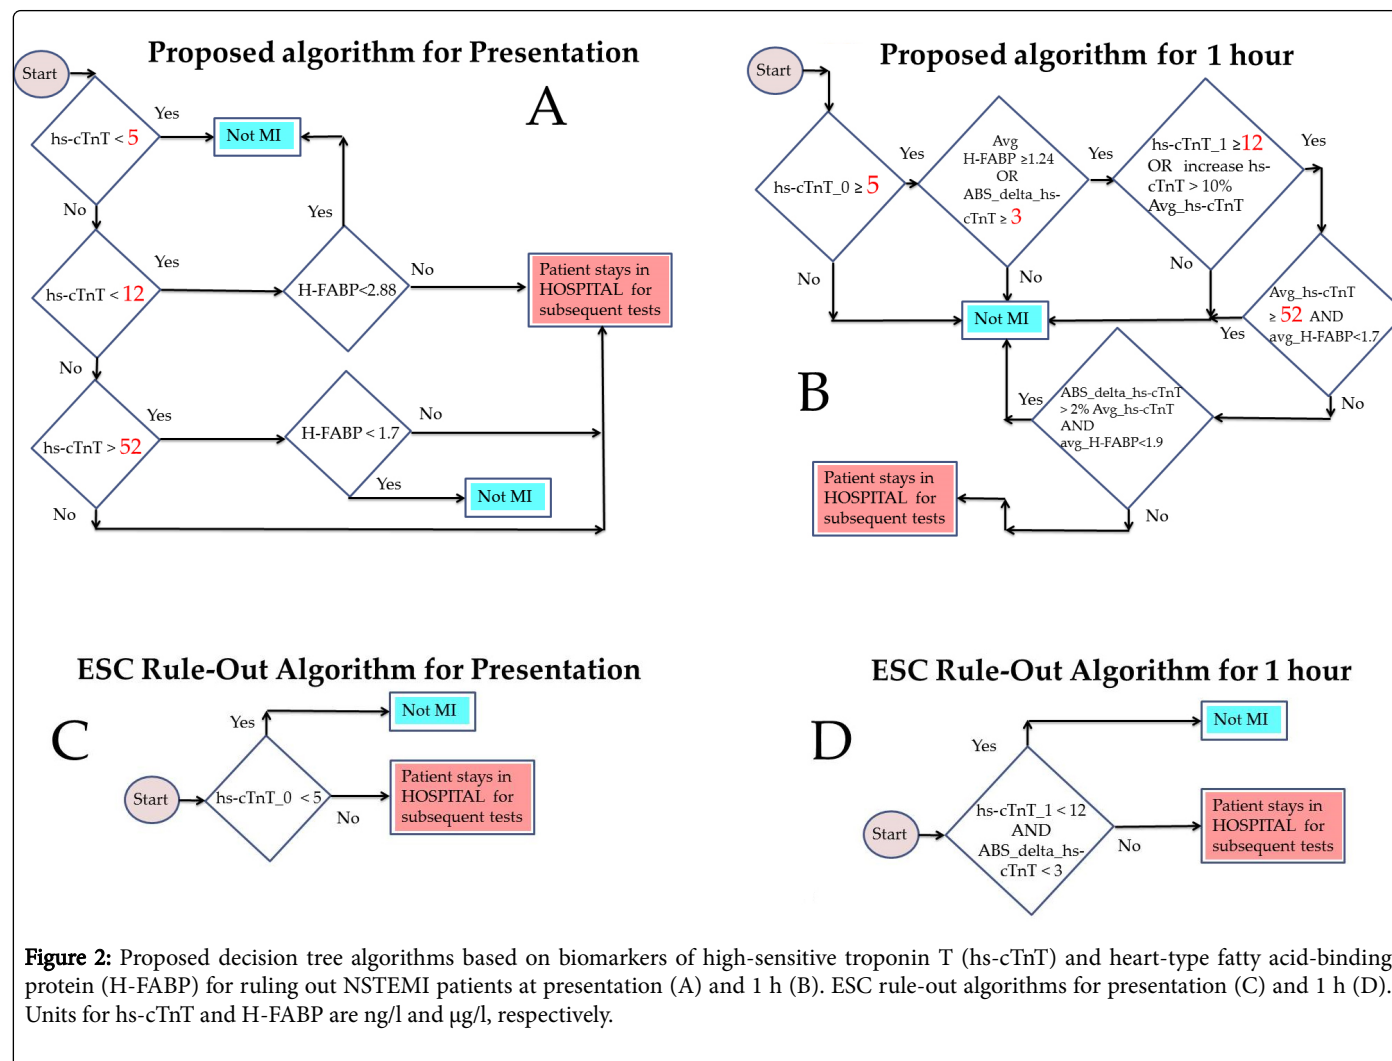 Proposed algorithm for Presentation
Start
A
hs-cTnT < 5
Yes
Not MI
No
Yes
hs-cTnT < 12
Yes
H-FABP<2.88
No
Patient stays in
HOSPITAL for
subsequent tests
No
hs-cTnT > 52
Yes
H-FABP < 1.7
No
Yes
Not MI
No
Proposed algorithm for 1 hour
Start
hs-cTnT_0 ≥ 5
Yes
Avg
H-FABP ≥1.24
OR
ABS_delta_hs-
cTnT ≥ 3
Yes
hs-cTnT_1 ≥12
OR increase hs-
cTnT > 10%
Avg_hs-cTnT
Yes
No
No
No
Not MI
Avg_hs-cTnT
≥ 52 AND
avg_H-FABP<1.7
Yes
No
B
Yes
ABS_delta_hs-cTnT
> 2% Avg_hs-cTnT
AND
avg_H-FABP<1.9
Patient stays in
HOSPITAL for
subsequent tests
No
ESC Rule-Out Algorithm for Presentation
C
Yes
Not MI
Start
hs-cTnT_0 < 5
No
Patient stays in
HOSPITAL for
subsequent tests
ESC Rule-Out Algorithm for 1 hour
D
Yes
Not MI
Start
hs-cTnT_1 < 12
AND
ABS_delta_hs-
cTnT < 3
No
Patient stays in
HOSPITAL for
subsequent tests
Figure 2: Proposed decision tree algorithms based on biomarkers of high-sensitive troponin T (hs-cTnT) and heart-type fatty acid-binding
protein (H-FABP) for ruling out NSTEMI patients at presentation (A) and 1 h (B). ESC rule-out algorithms for presentation (C) and 1 h (D).
Units for hs-cTnT and H-FABP are ng/l and µg/l, respectively.